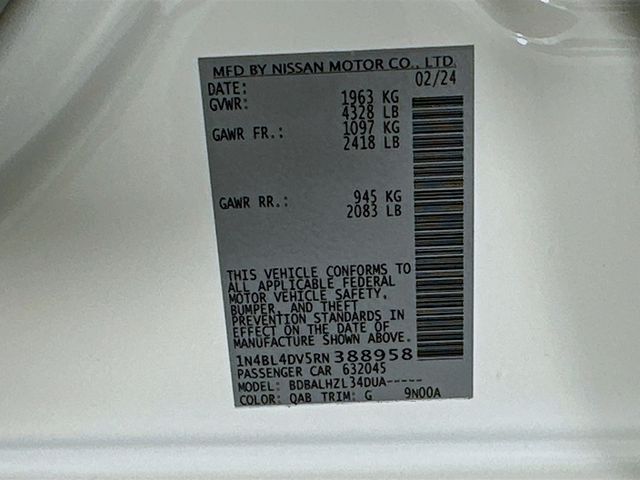 MFD BY NISSAN MOTOR CO., LTD.
DATE: 02/24
GVWR: 1963 KG
4328 LB
GAWR FR.: 1097 KG
2418 LB
GAWR RR.: 945 KG
2083 LB
THIS VEHICLE CONFORMS TO
ALL APPLICABLE FEDERAL
MOTOR VEHICLE SAFETY,
BUMPER, AND THEFT
PREVENTION STANDARDS IN
EFFECT ON THE DATE OF
MANUFACTURE SHOWN ABOVE.
1N4BL4DV5RN388958
PASSENGER CAR 632045
MODEL: BDBALHZL34DUA-----
COLOR: QAB TRIM: G 9N00A